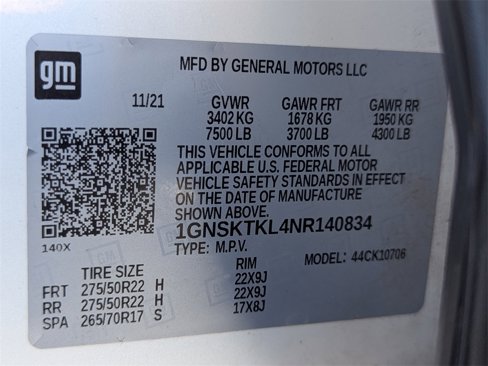 gm
MFD BY GENERAL MOTORS LLC
11/21 GVWR GAWR FRT GAWR RR
3402 KG 1678 KG 1950 KG
7500 LB 3700 LB 4300 LB
THIS VEHICLE CONFORMS TO ALL
APPLICABLE U.S. FEDERAL MOTOR
VEHICLE SAFETY STANDARDS IN EFFECT
ON THE DATE OF MANUFACTURE
SHOWN ABOVE.
1GNSKTKL4NR140834
140X TYPE: M.P.V. MODEL: 44CK10706
TIRE SIZE RIM
FRT 275/50R22 H 22X9J
RR 275/50R22 H 22X9J
SPA 265/70R17 S 17X8J